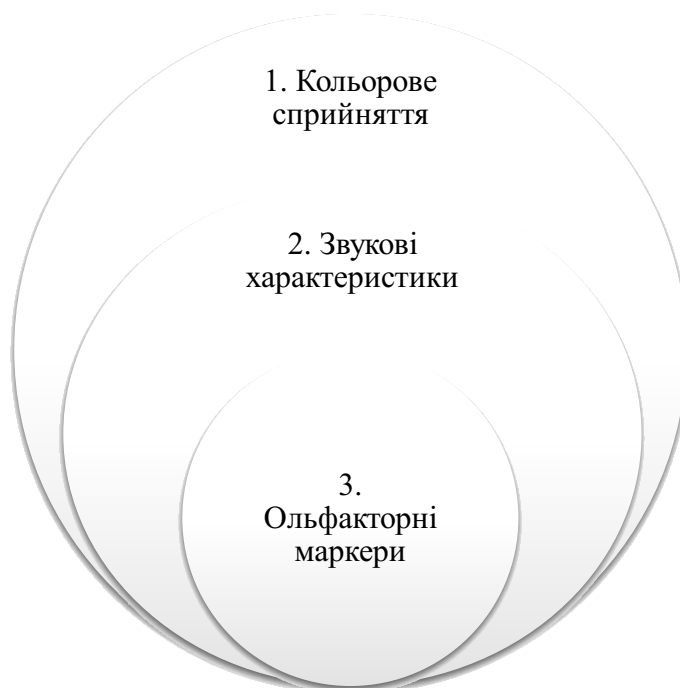 1. Кольорове
сприйняття
2. Звукові
характеристики
3.
Ольфакторні
маркери